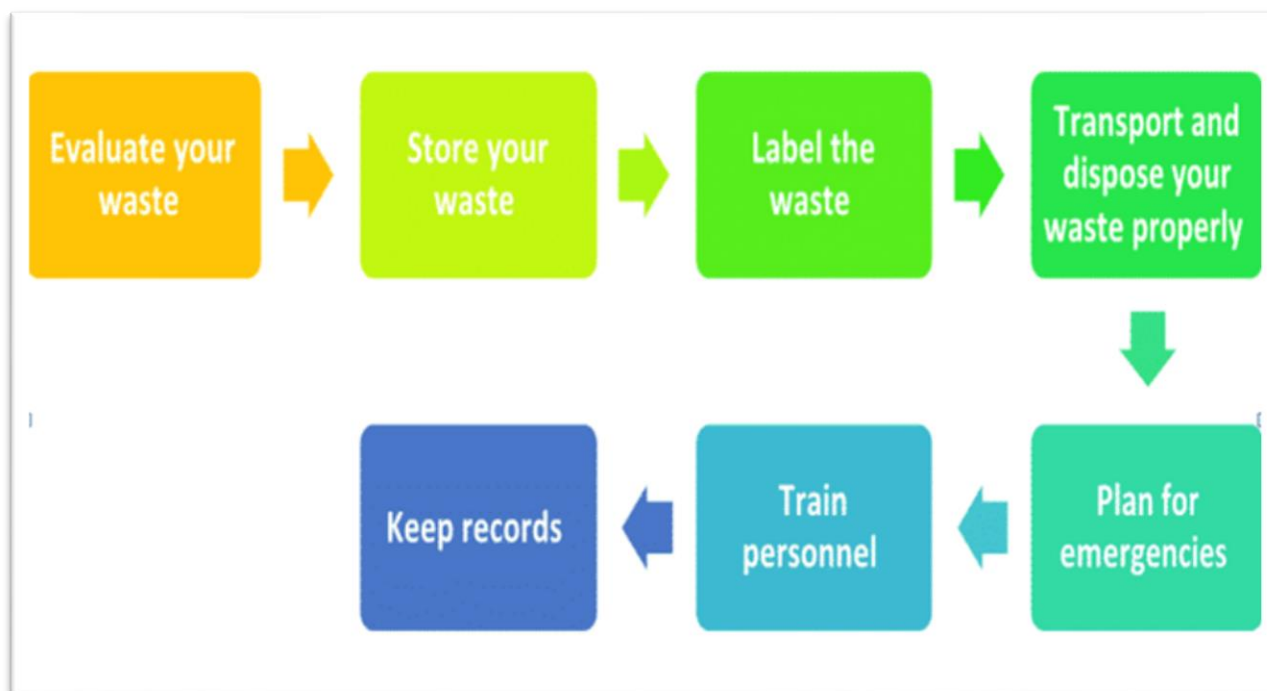 Evaluate your
waste
Store your
waste
Label the
waste
Transport and
dispose your
waste properly
Plan for
emergencies
Train
personnel
Keep records